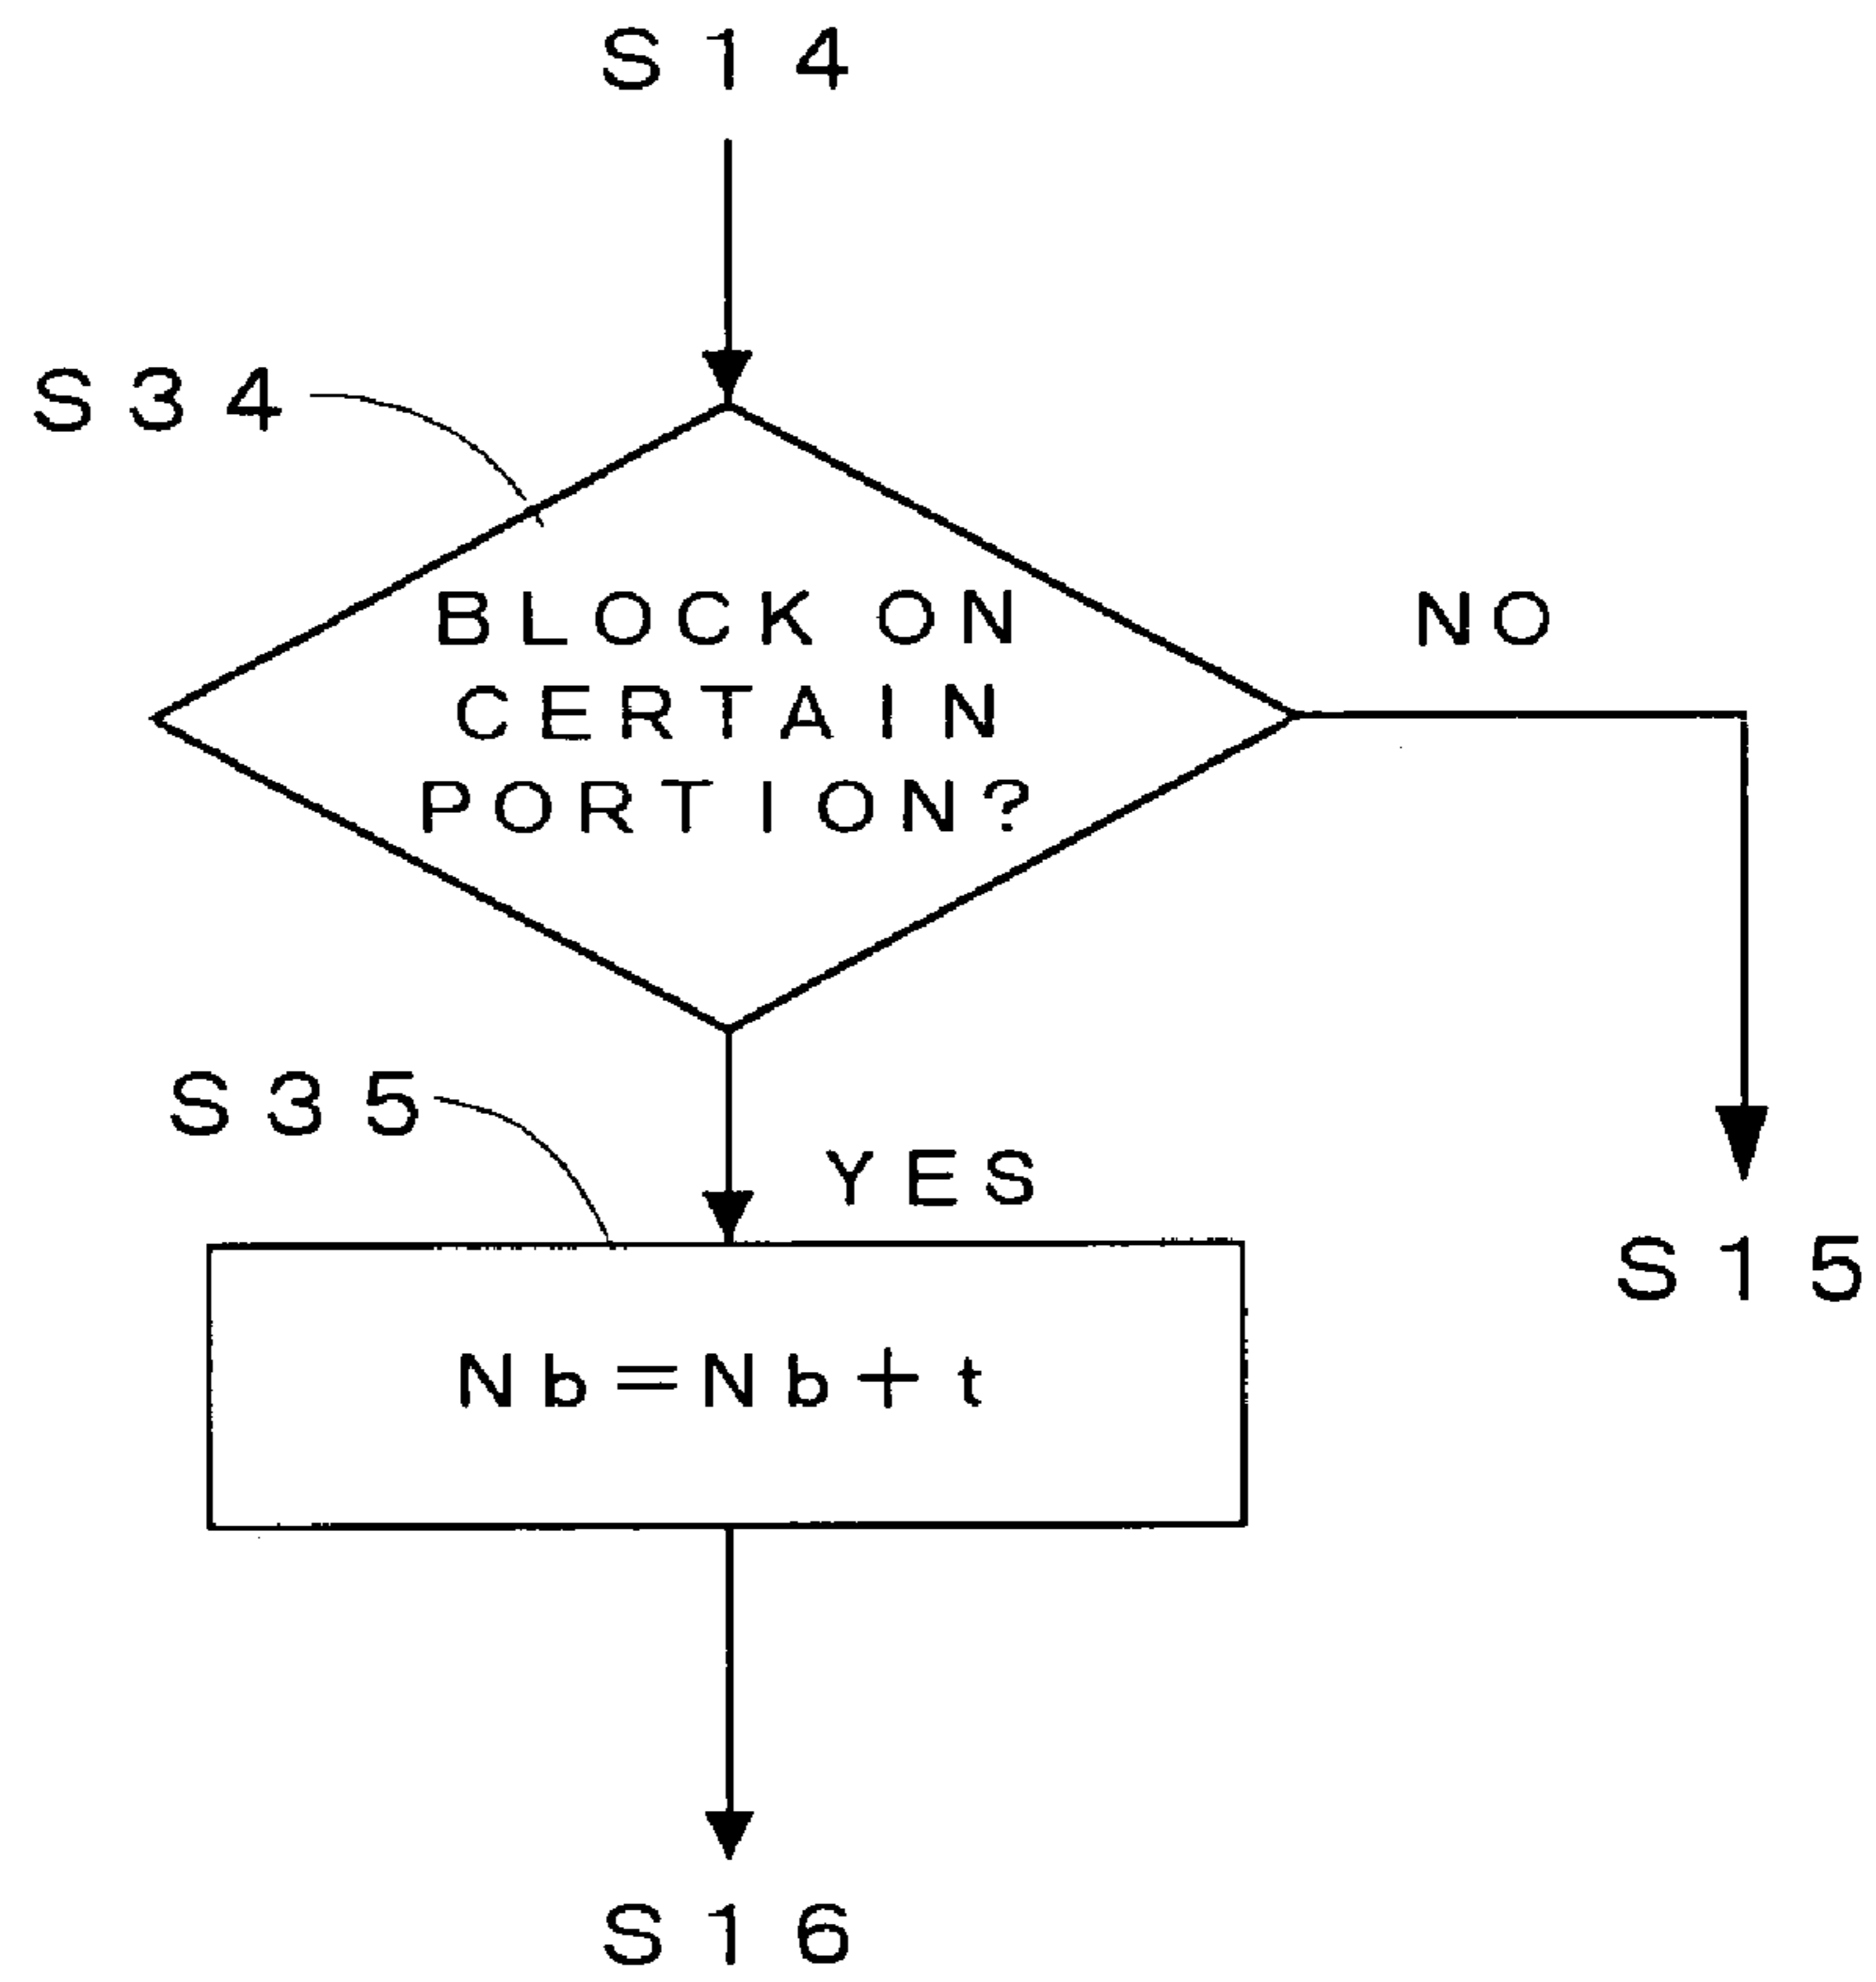 S14
S34
BLOCK ON
CERTAIN
PORTION?
NO
S35
YES
S15
Nb=Nb+t
S16